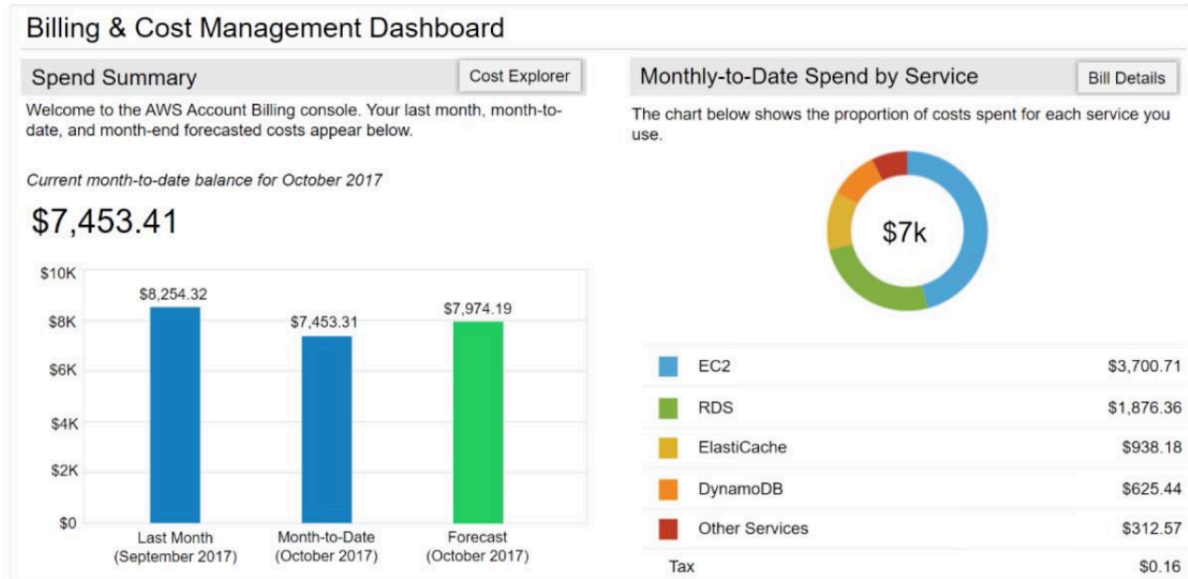 Billing & Cost Management Dashboard
Spend Summary
Cost Explorer
Welcome to the AWS Account Billing console. Your last month, month-to-
date, and month-end forecasted costs appear below.
Current month-to-date balance for October 2017
$7,453.41
$10K
$8K
$6K
$4K
$2K
$0
$8,254.32
$7,453.31
$7,974.19
Last Month
(September 2017)
Month-to-Date
(October 2017)
Forecast
(October 2017)
Monthly-to-Date Spend by Service
Bill Details
The chart below shows the proportion of costs spent for each service you
use.
$7k
EC2 $3,700.71
RDS $1,876.36
ElastiCache $938.18
DynamoDB $625.44
Other Services $312.57
Tax $0.16